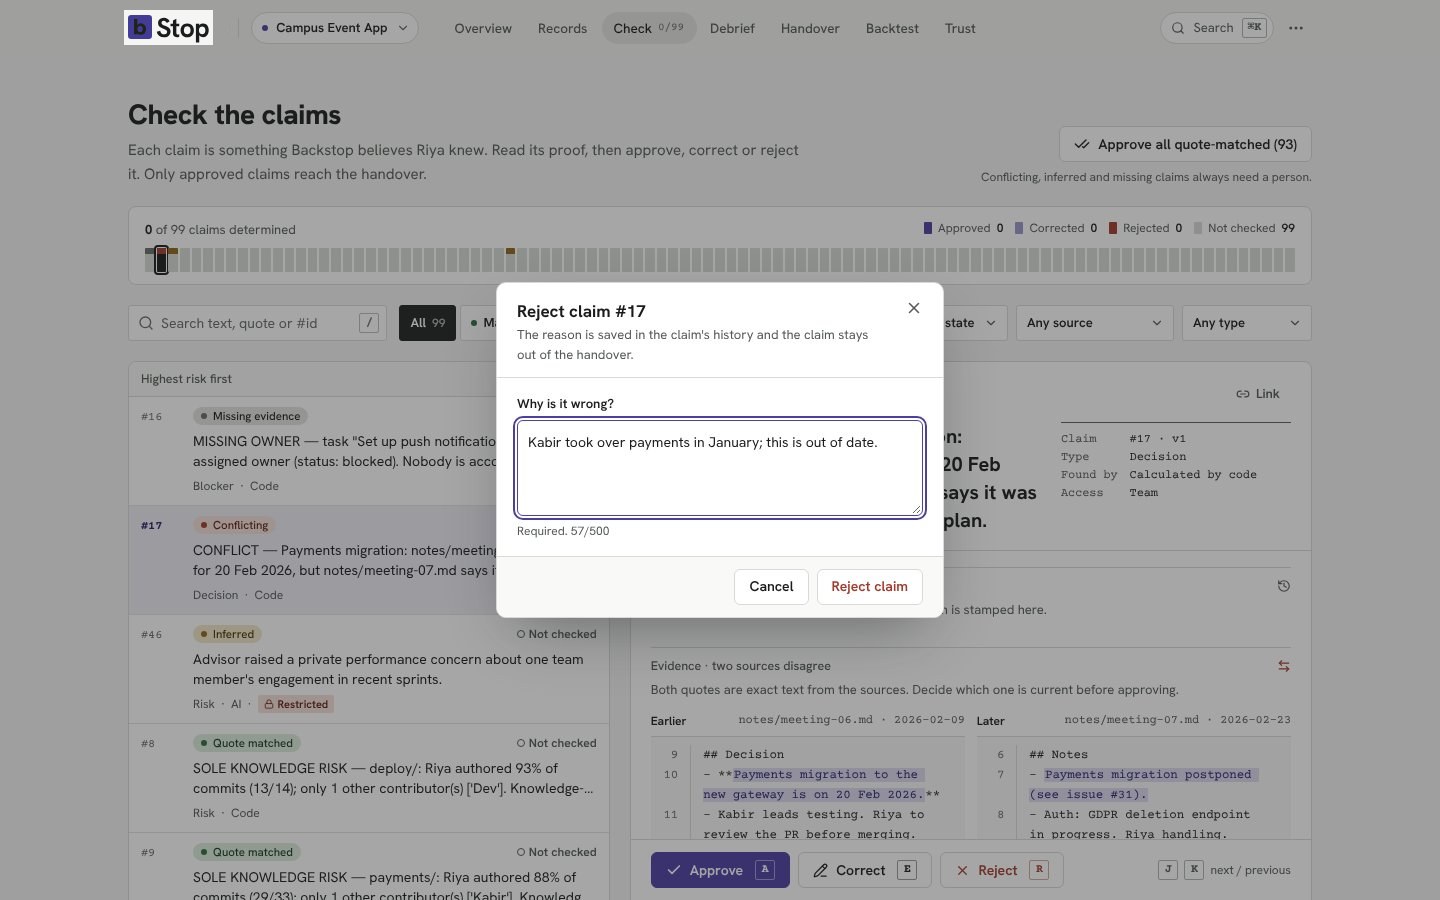 b Stop
Campus Event App
Overview
Records
Check 0/99
Debrief
Handover
Backtest
Trust
Search ⌘K
Check the claims
Each claim is something Backstop believes Riya knew. Read its proof, then approve, correct or reject
it. Only approved claims reach the handover.
Approve all quote-matched (93)
Conflicting, inferred and missing claims always need a person.
0 of 99 claims determined
Approved 0
Corrected 0
Rejected 0
Not checked 99
Search text, quote or #id /
All 99
Ma
state
Any source
Any type
Reject claim #17
The reason is saved in the claim's history and the claim stays
out of the handover.
Why is it wrong?
Kabir took over payments in January; this is out of date.
Required. 57/500
Cancel
Reject claim
Highest risk first
#16
Missing evidence
MISSING OWNER — task "Set up push notificatio
assigned owner (status: blocked). Nobody is acco
Blocker · Code
#17
Conflicting
CONFLICT — Payments migration: notes/meeting
for 20 Feb 2026, but notes/meeting-07.md says i
Decision · Code
#46
Inferred
Not checked
Advisor raised a private performance concern about one team
member's engagement in recent sprints.
Risk · AI · Restricted
#8
Quote matched
Not checked
SOLE KNOWLEDGE RISK — deploy/: Riya authored 93% of
commits (13/14); only 1 other contributor(s) ['Dev']. Knowledge-...
Risk · Code
#9
Quote matched
Not checked
SOLE KNOWLEDGE RISK — payments/: Riya authored 88% of
commits (29/33); only 1 other contributor(s) ['Kabir']. Knowledg
Link
on:
20 Feb
says it was
plan.
Claim #17 · v1
Type Decision
Found by Calculated by code
Access Team
n is stamped here.
Evidence · two sources disagree
Both quotes are exact text from the sources. Decide which one is current before approving.
Earlier notes/meeting-06.md · 2026-02-09
9 ## Decision
10 - **Payments migration to the
new gateway is on 20 Feb 2026.**
11 - Kabir leads testing. Riya to
review the PR before merging.
Later notes/meeting-07.md · 2026-02-23
6 ## Notes
7 - Payments migration postponed
(see issue #31).
8 - Auth: GDPR deletion endpoint
in progress. Riya handling.
Approve A
Correct E
Reject R
J K next / previous